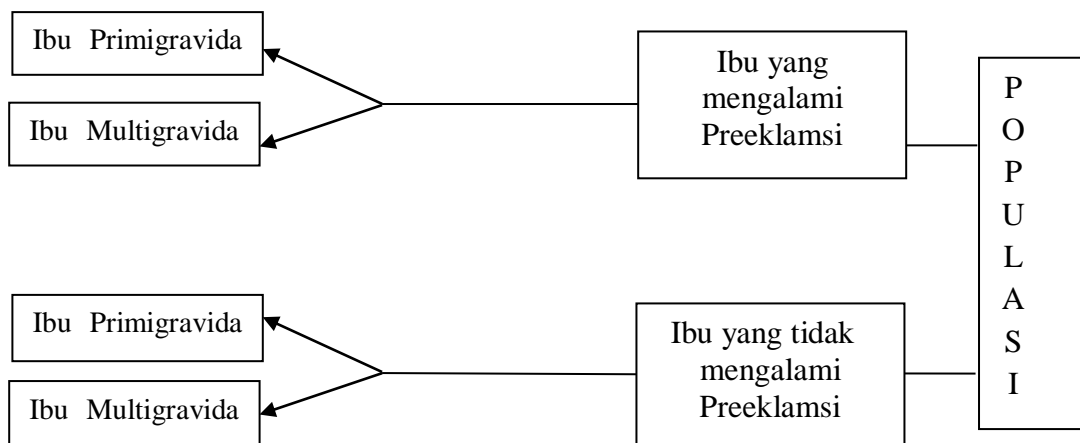 Ibu Primigravida
Ibu Multigravida
Ibu yang
mengalami
Preeklamsi
P
O
P
U
L
A
S
I
Ibu Primigravida
Ibu Multigravida
Ibu yang tidak
mengalami
Preeklamsi